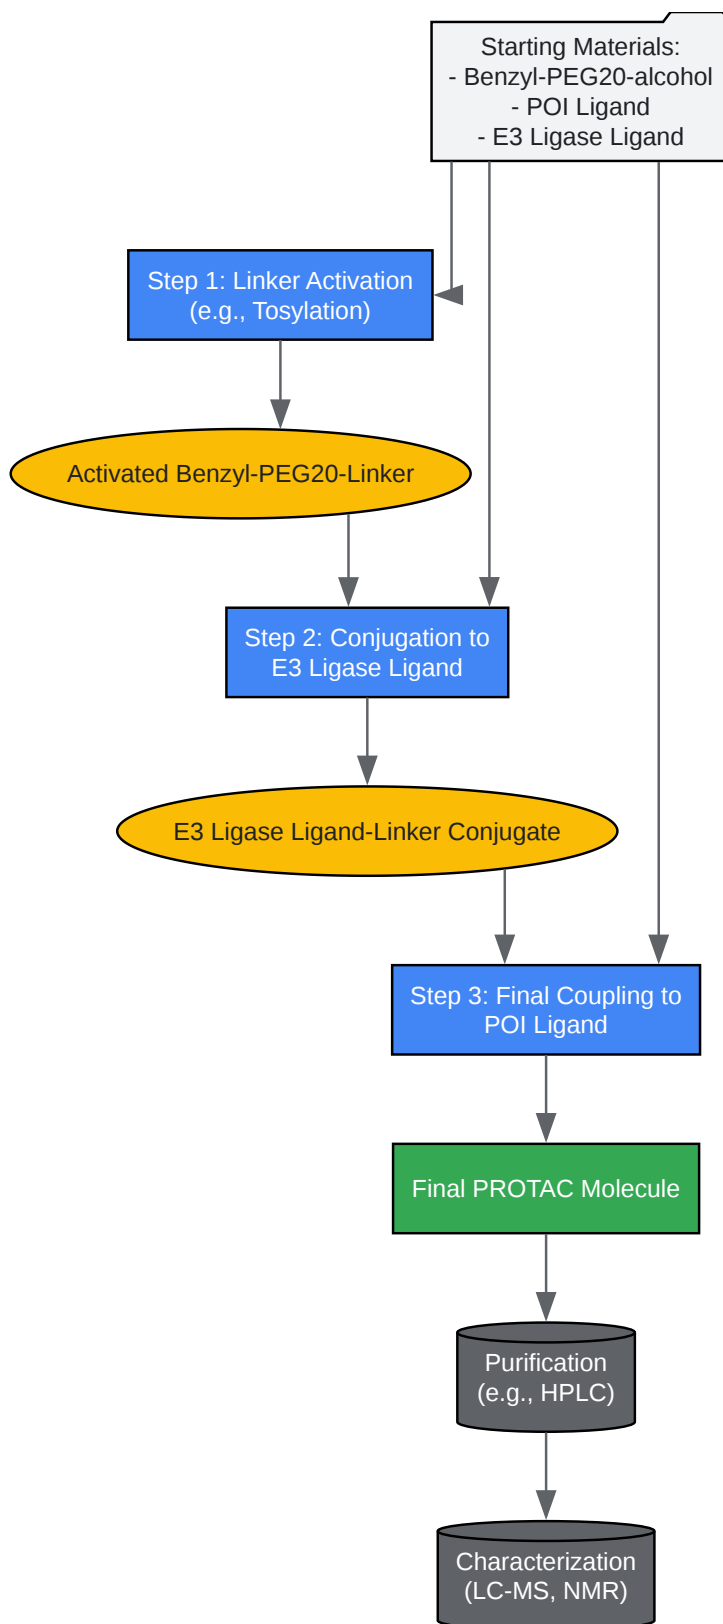 Starting Materials:
- Benzyl-PEG20-alcohol
- POI Ligand
- E3 Ligase Ligand
Step 1: Linker Activation
(e.g., Tosylation)
Activated Benzyl-PEG20-Linker
Step 2: Conjugation to
E3 Ligase Ligand
E3 Ligase Ligand-Linker Conjugate
Step 3: Final Coupling to
POI Ligand
Final PROTAC Molecule
Purification
(e.g., HPLC)
Characterization
(LC-MS, NMR)